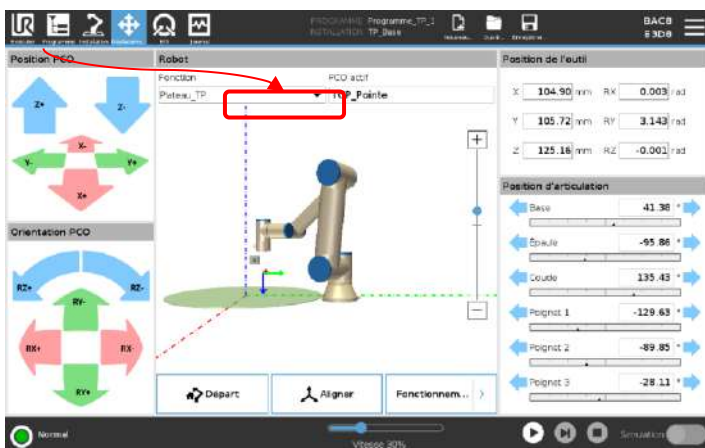 UR
PROGRAMME Programme_TP_1
INSTALLATION TP_Base
BACB
E3D8
Exécuter Programme Installation Déplacement E/S Journal
Nouveau... Ouvrir... Enregistrer...
Position PCO
Z+
Z-
X-
Y-
Y+
X+
Orientation PCO
RZ+
RZ-
RY-
RX+
RX-
RY+
Robot
Fonction
PCO actif
Plateau_TP
TCP_Pointe
Départ
Aligner
Fonctionnem...
Position de l'outil
X 104.90 mm RX 0.003 rad
Y 105.72 mm RY 3.143 rad
Z 125.16 mm RZ -0.001 rad
Position d'articulation
Base 41.38 °
Épaule -95.86 °
Coude 135.43 °
Poignet 1 -129.63 °
Poignet 2 -89.85 °
Poignet 3 -28.11 °
Normal
Vitesse 30%
Simulation